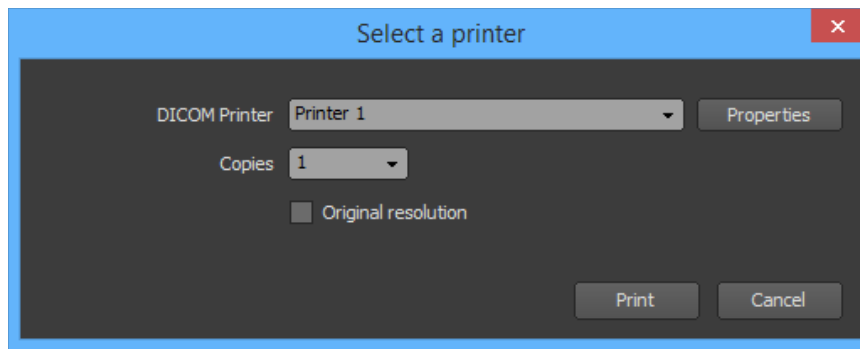 Select a printer
DICOM Printer Printer 1 Properties
Copies 1
Original resolution
Print Cancel